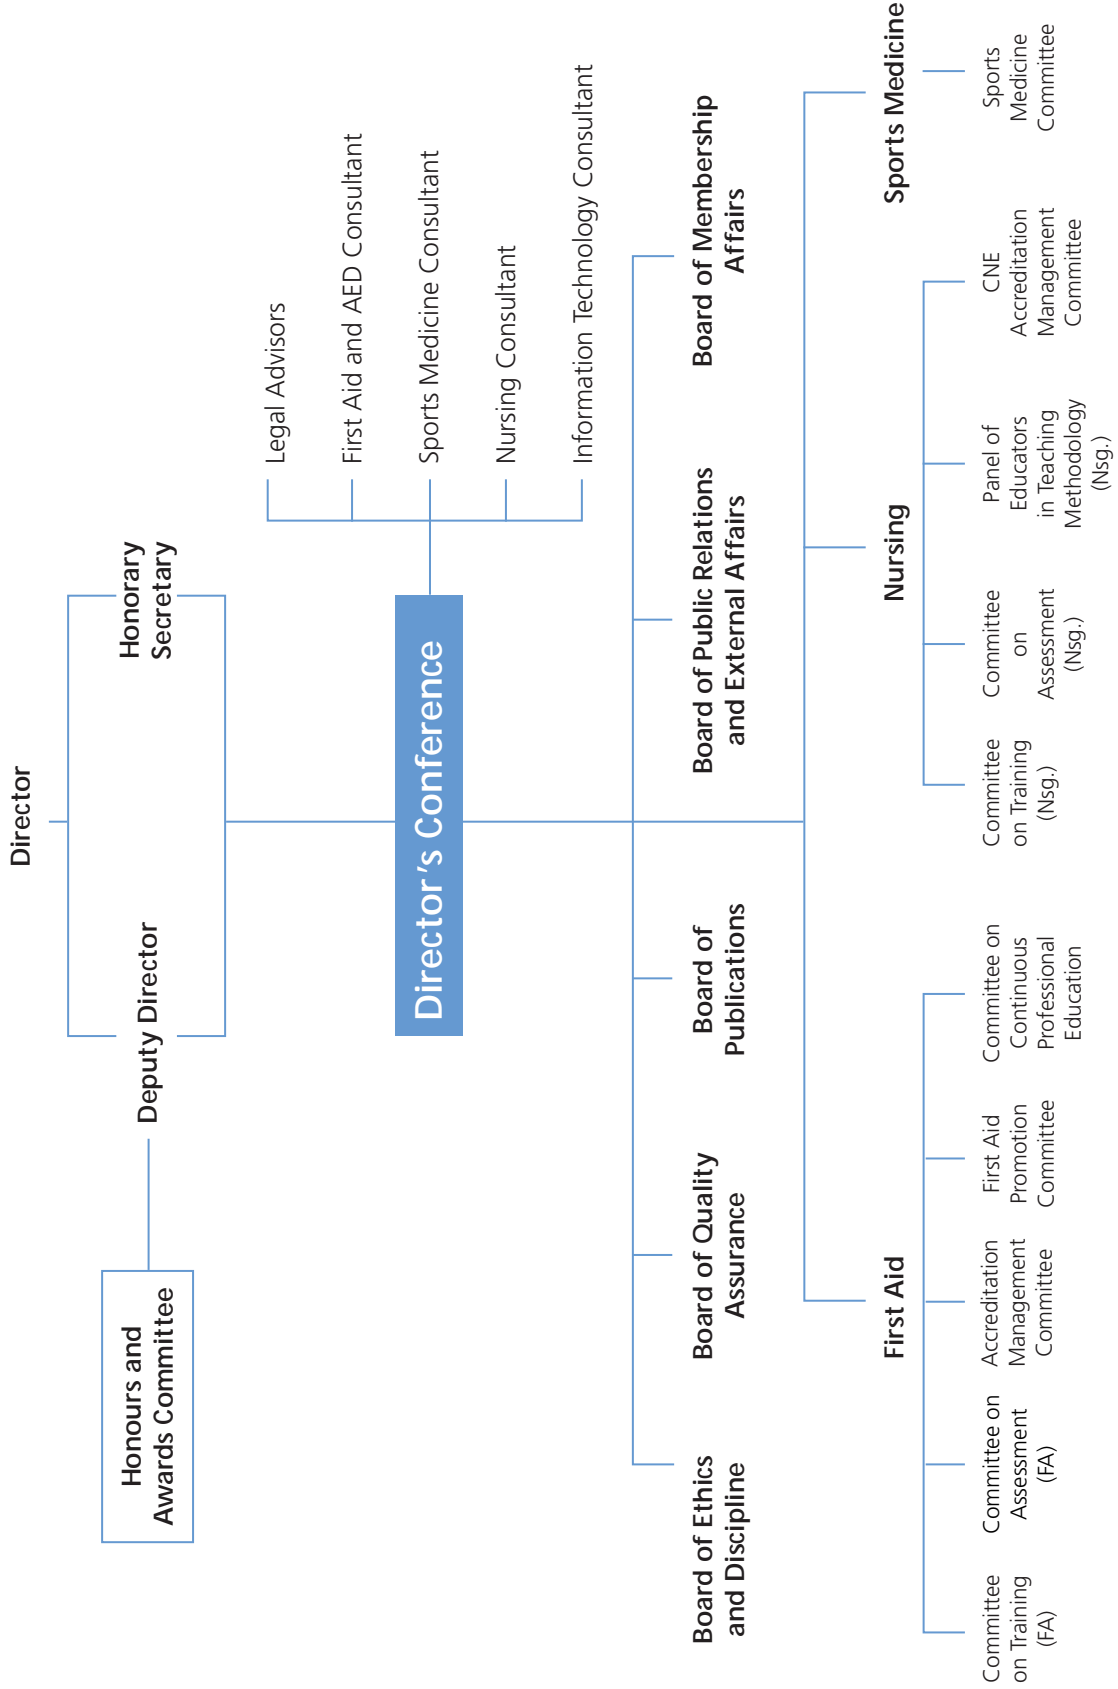 Director
Deputy Director
Honorary
Secretary
Honours and
Awards Committee
Director's Conference
Legal Advisors
First Aid and AED Consultant
Sports Medicine Consultant
Nursing Consultant
Information Technology Consultant
Board of Ethics
and Discipline
Board of Quality
Assurance
Board of
Publications
Board of Public Relations
and External Affairs
Board of Membership
Affairs
First Aid
Nursing
Sports Medicine
Committee
on Training
(FA)
Committee on
Assessment
(FA)
Accreditation
Management
Committee
First Aid
Promotion
Committee
Committee on
Continuous
Professional
Education
Committee
on Training
(Nsg.)
Committee
on
Assessment
(Nsg.)
Panel of
Educators
in Teaching
Methodology
(Nsg.)
CNE
Accreditation
Management
Committee
Sports
Medicine
Committee